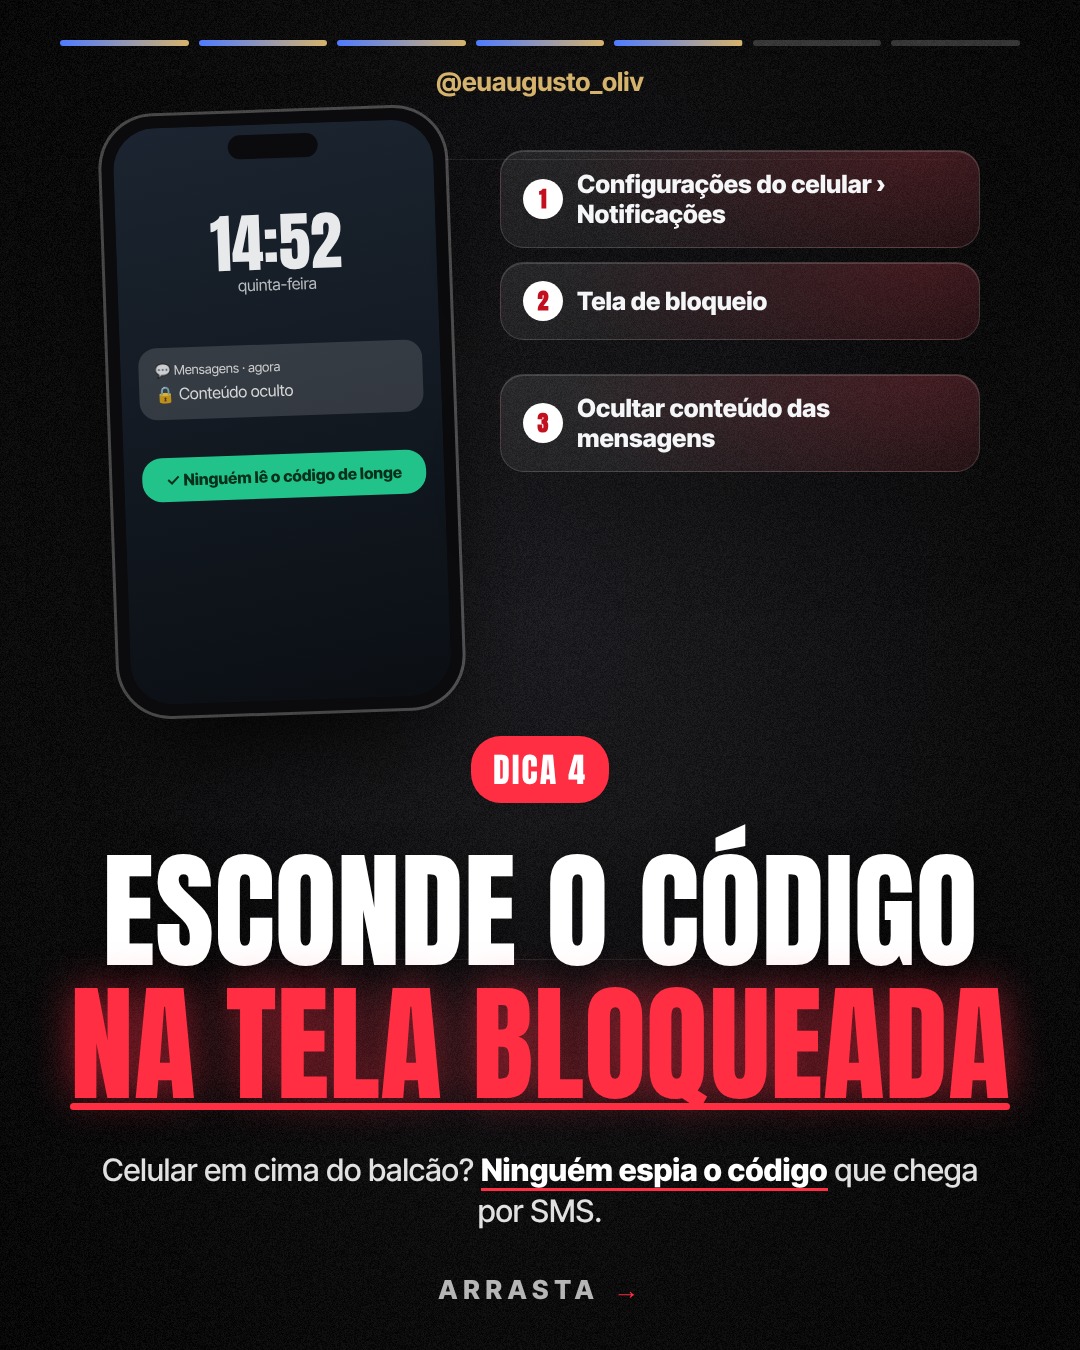 @euaugusto_oliv
14:52
quinta-feira
💬 Mensagens · agora
🔒 Conteúdo oculto
✓ Ninguém lê o código de longe
1 Configurações do celular ›
Notificações
2 Tela de bloqueio
3 Ocultar conteúdo das
mensagens
DICA 4
ESCONDE O CÓDIGO
NA TELA BLOQUEADA
Celular em cima do balcão? Ninguém espia o código que chega
por SMS.
ARRASTA →